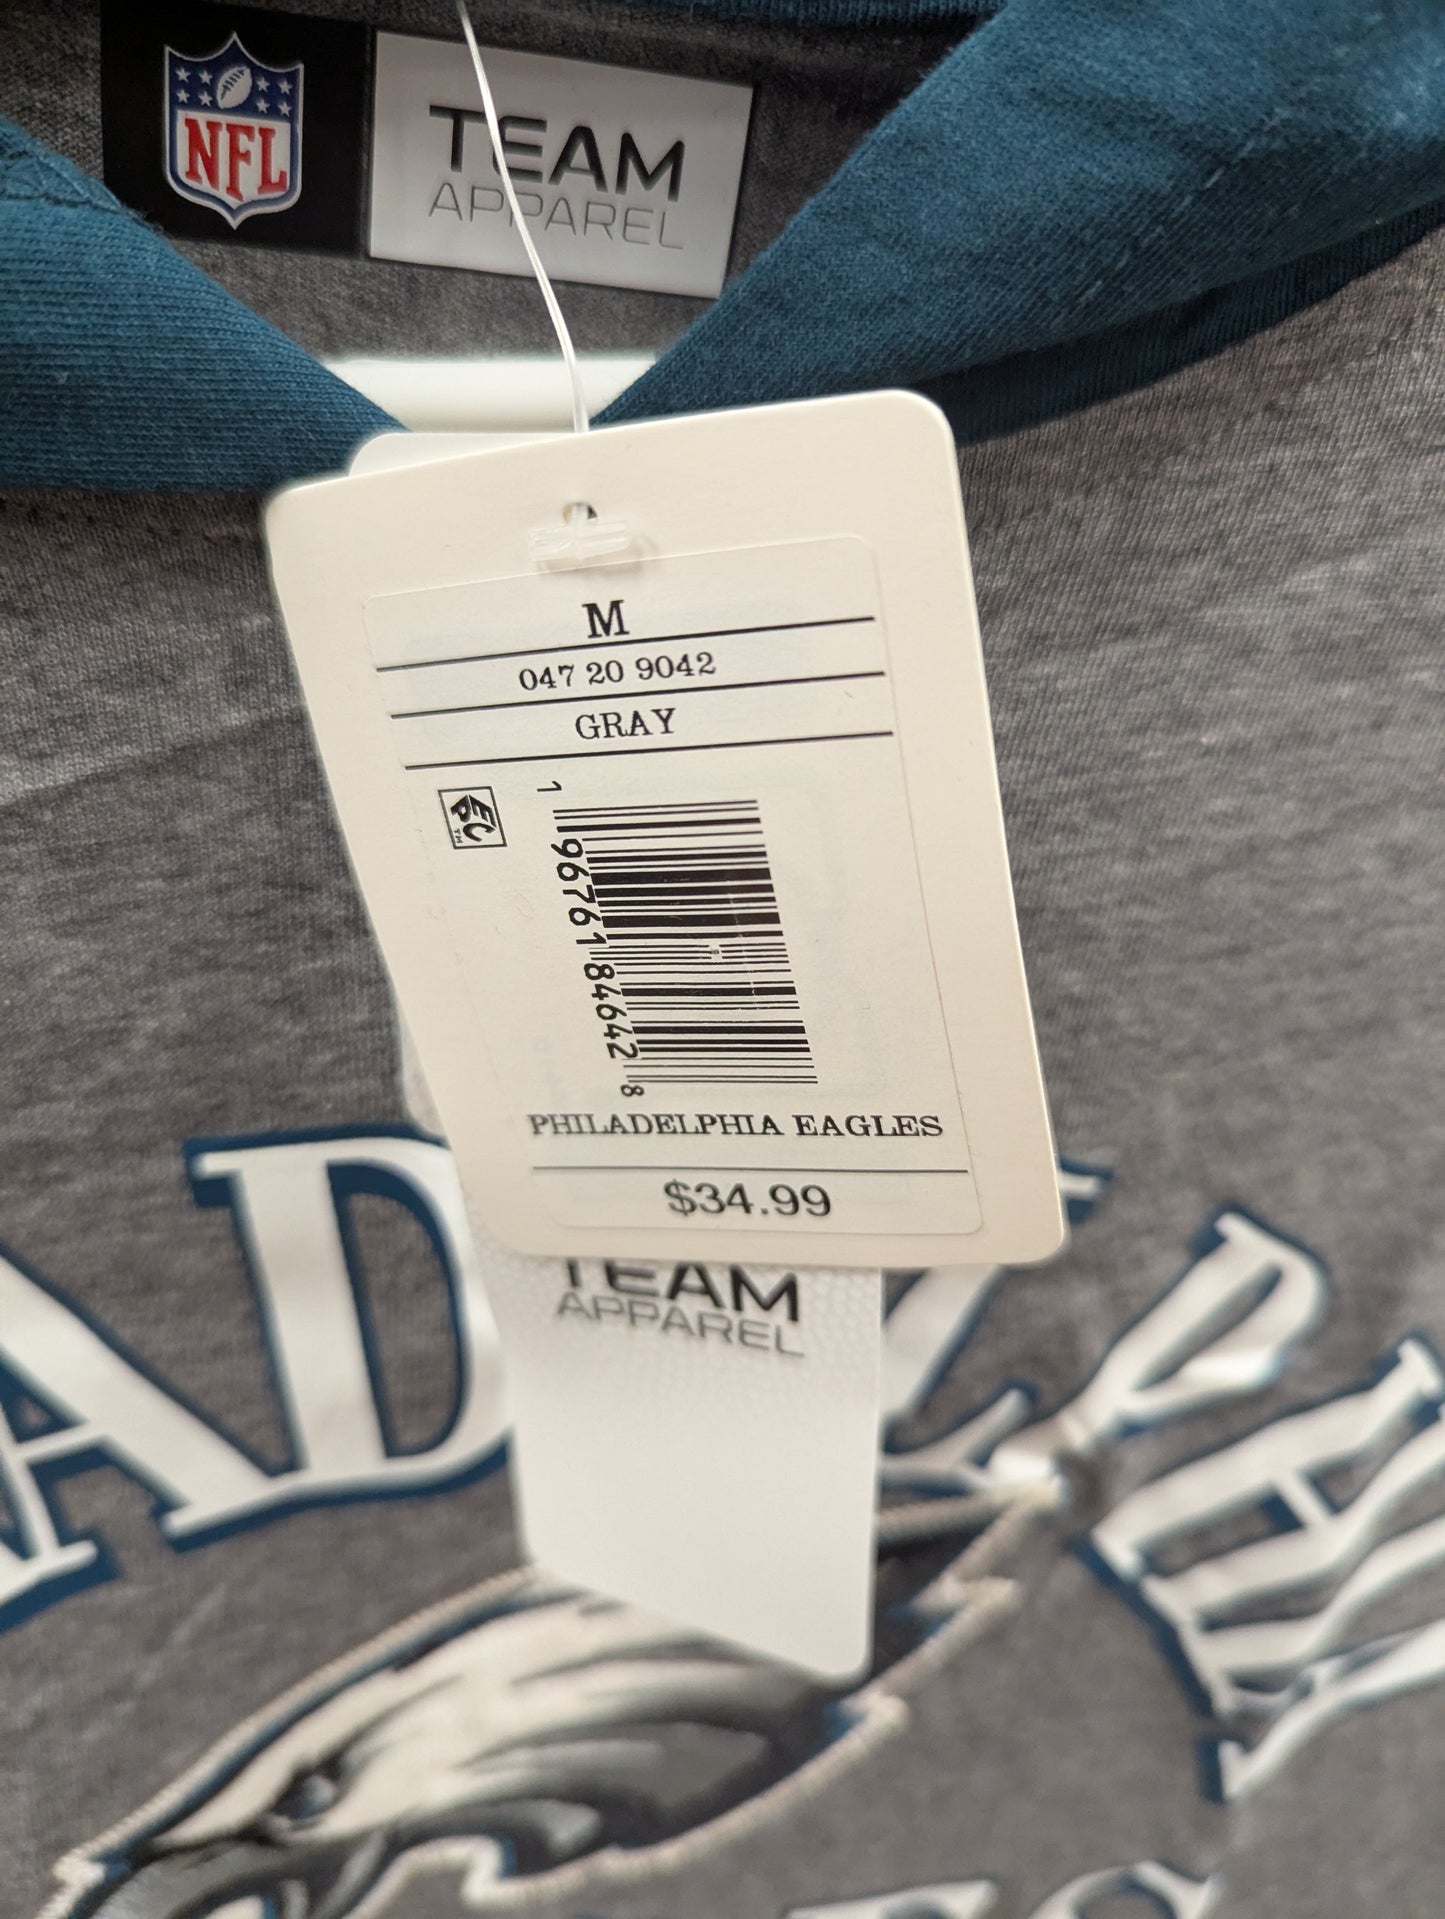 NFL
TEAM
APPAREL
M
047 20 9042
GRAY
1 96761 84642 8
PHILADELPHIA EAGLES
$34.99
TEAM
APPAREL